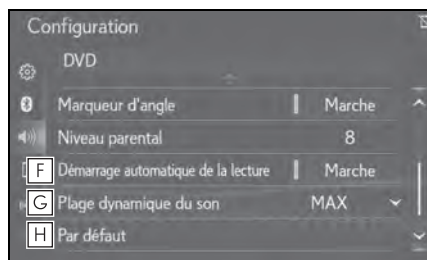 Configuration
DVD
Marqueur d'angle Marche
Niveau parental 8
F Démarrage automatique de la lecture Marche
G Plage dynamique du son MAX
H Par défaut